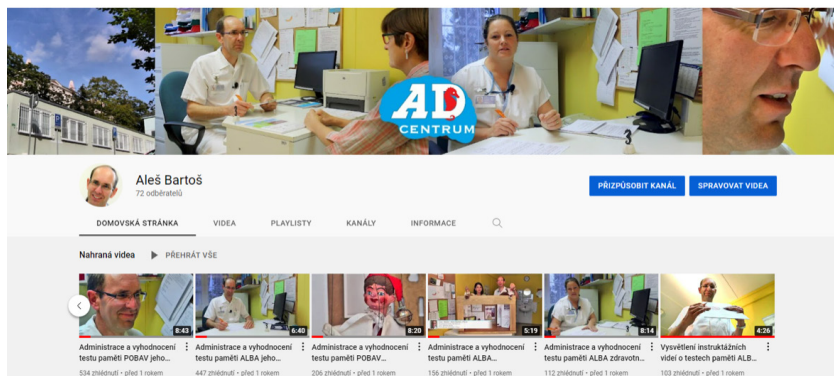 AD
CENTRUM
3
Aleš Bartoš
72 odběratelů
PŘIZPŮSOBIT KANÁL
SPRAVOVAT VIDEA
DOMOVSKÁ STRÁNKA
VIDEA
PLAYLISTY
KANÁLY
INFORMACE
Nahraná videa
PŘEHRÁT VŠE
8:43
6:40
8:20
5:19
8:14
4:26
Administrace a vyhodnocení
testu paměti POBAV jeho...
534 zhlédnutí • před 1 rokem
Administrace a vyhodnocení
testu paměti ALBA jeho...
447 zhlédnutí • před 1 rokem
Administrace a vyhodnocení
testu paměti POBAV...
206 zhlédnutí • před 1 rokem
Administrace a vyhodnocení
testu paměti ALBA...
156 zhlédnutí • před 1 rokem
Administrace a vyhodnocení
testu paměti ALBA zdravotn...
112 zhlédnutí • před 1 rokem
Vysvětlení instruktážních
videí o testech paměti ALB...
103 zhlédnutí • před 1 rokem